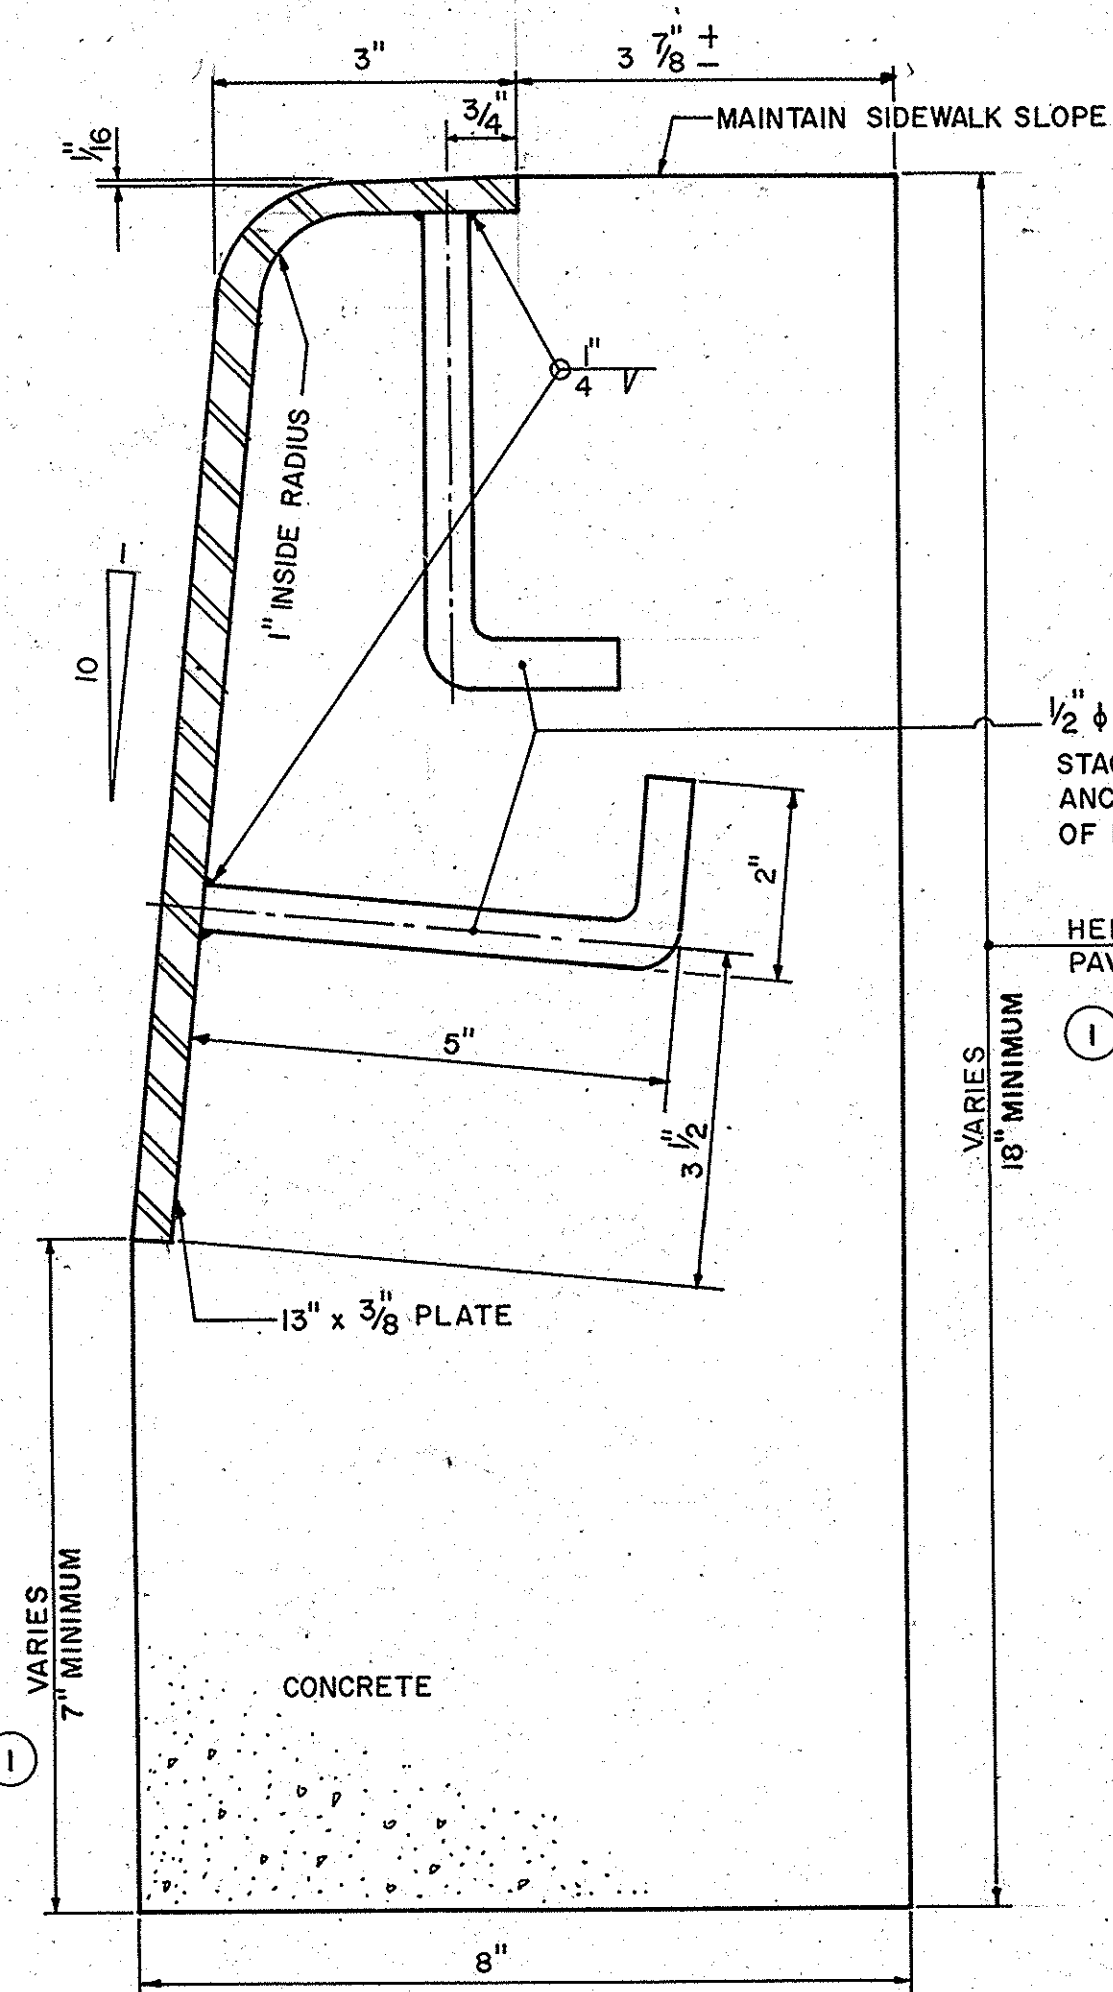 3"
3 7/8" ±
3/4"
MAINTAIN SIDEWALK SLOPE
1/16"
1"
4
1" INSIDE RADIUS
1
10
1/2" ϕ
STAG
ANC
OF
2"
HE
PAV
1
5"
VARIES
18" MINIMUM
3 1/2"
13" x 3/8" PLATE
VARIES
7" MINIMUM
CONCRETE
1
8"